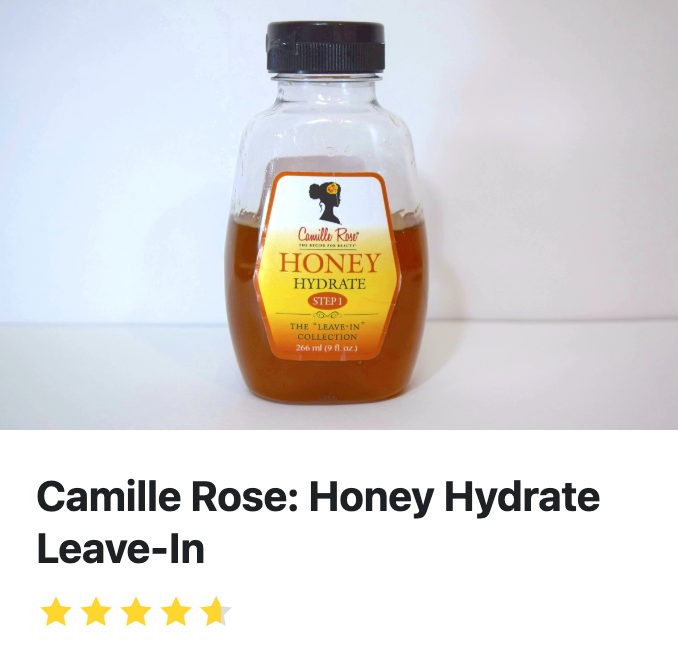 Camille Rose
THE RECIPE FOR BEAUTY
HONEY
HYDRATE
STEP 1
THE "LEAVE-IN"
COLLECTION
266 ml (9 fl. oz.)
Camille Rose: Honey Hydrate
Leave-In